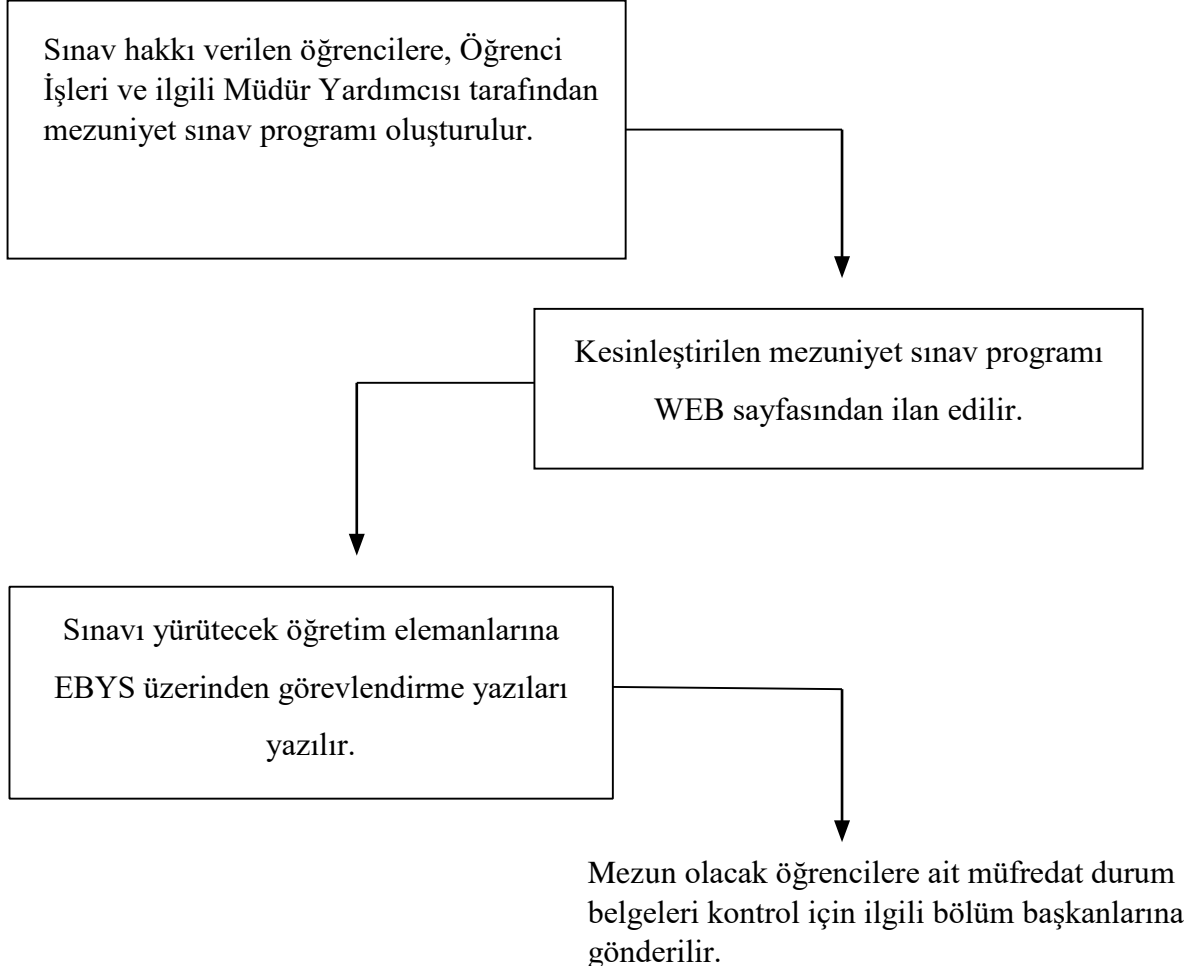 Sınav hakkı verilen öğrencilere, Öğrenci
İşleri ve ilgili Müdür Yardımcısı tarafından
mezuniyet sınav programı oluşturulur.
Kesinleştirilen mezuniyet sınav programı
WEB sayfasından ilan edilir.
Sınavı yürütecek öğretim elemanlarına
EBYS üzerinden görevlendirme yazıları
yazılır.
Mezun olacak öğrencilere ait müfredat durum
belgeleri kontrol için ilgili bölüm başkanlarına
gönderilir.